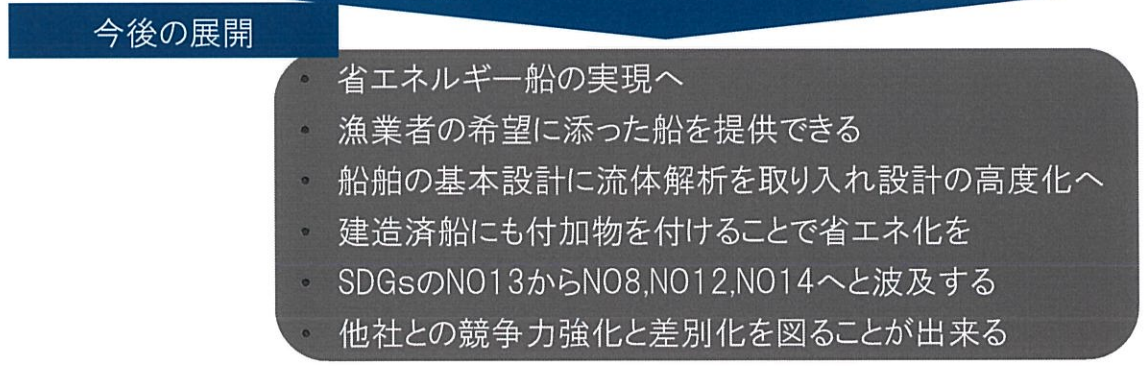 今後の展開
• 省エネルギー船の実現へ
• 漁業者の希望に添った船を提供できる
• 船舶の基本設計に流体解析を取り入れ設計の高度化へ
• 建造済船にも付加物を付けることで省エネ化を
• SDGsのNO13からNO8,NO12,NO14へと波及する
• 他社との競争力強化と差別化を図ることが出来る